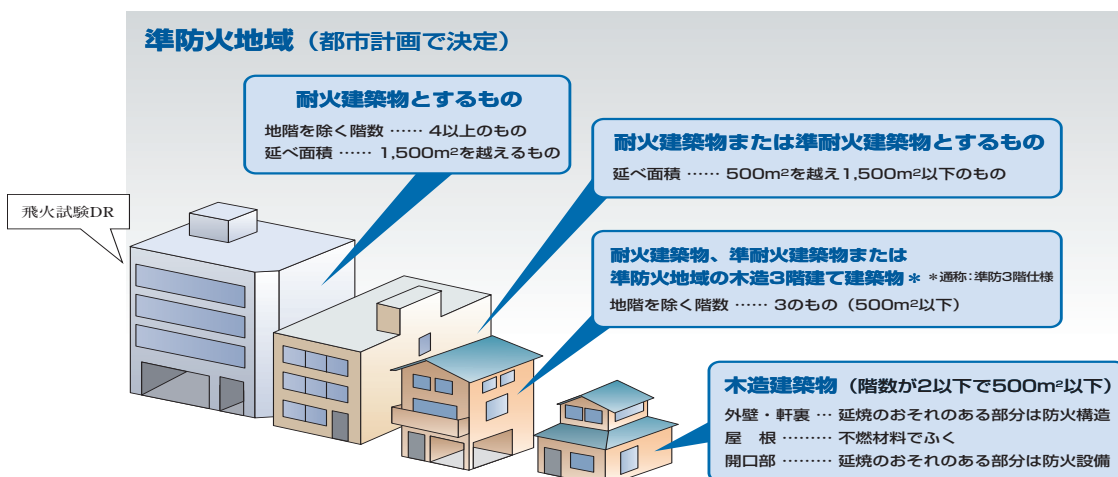 準防火地域（都市計画で決定）
耐火建築物とするもの
地階を除く階数 …… 4以上のもの
延べ面積 …… 1,500m²を越えるもの
耐火建築物または準耐火建築物とするもの
延べ面積 …… 500m²を越え1,500m²以下のもの
飛火試験DR
耐火建築物、準耐火建築物または
準防火地域の木造3階建て建築物＊ ＊通称：準防3階仕様
地階を除く階数 …… 3のもの（500m²以下）
木造建築物（階数が2以下で500m²以下）
外壁・軒裏 … 延焼のおそれのある部分は防火構造
屋　根 ……… 不燃材料でふく
開口部 ……… 延焼のおそれのある部分は防火設備